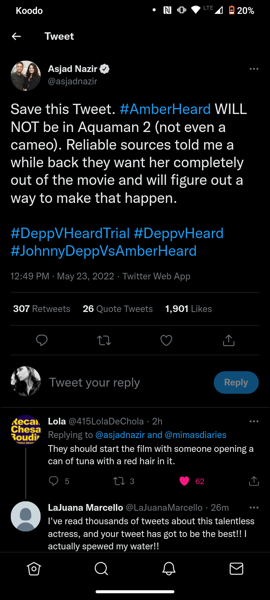 Koodo
LTE
20%
Tweet
Asjad Nazir
@asjadnazir
Save this Tweet. #AmberHeard WILL
NOT be in Aquaman 2 (not even a
cameo). Reliable sources told me a
while back they want her completely
out of the movie and will figure out a
way to make that happen.
#DeppVHeardTrial #DeppvHeard
#JohnnyDeppVsAmberHeard
12:49 PM · May 23, 2022 · Twitter Web App
307 Retweets 26 Quote Tweets 1,901 Likes
Tweet your reply
Reply
Recall
Chesa
Boudin
Lola @415LolaDeChola · 2h
Replying to @asjadnazir and @mimasdiaries
They should start the film with someone opening a
can of tuna with a red hair in it.
5 3 62
LaJuana Marcello @LaJuanaMarcello · 26m
I've read thousands of tweets about this talentless
actress, and your tweet has got to be the best!! I
actually spewed my water!!